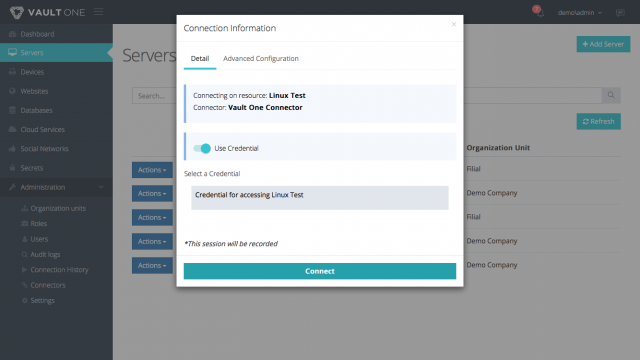 VAULT ONE
7
demo\admin
Dashboard
Servers
Devices
Websites
Databases
Cloud Services
Social Networks
Secrets
Administration
Organization units
Roles
Users
Audit logs
Connection History
Connectors
Settings
Servers
+ Add Server
Search...
Refresh
Organization Unit
Actions
Filial
Actions
Demo Company
Actions
Filial
Actions
Demo Company
Actions
Demo Company
Connection Information
×
Detail
Advanced Configuration
Connecting on resource: Linux Test
Connector: Vault One Connector
Use Credential
Select a Credential
Credential for accessing Linux Test
*This session will be recorded
Connect